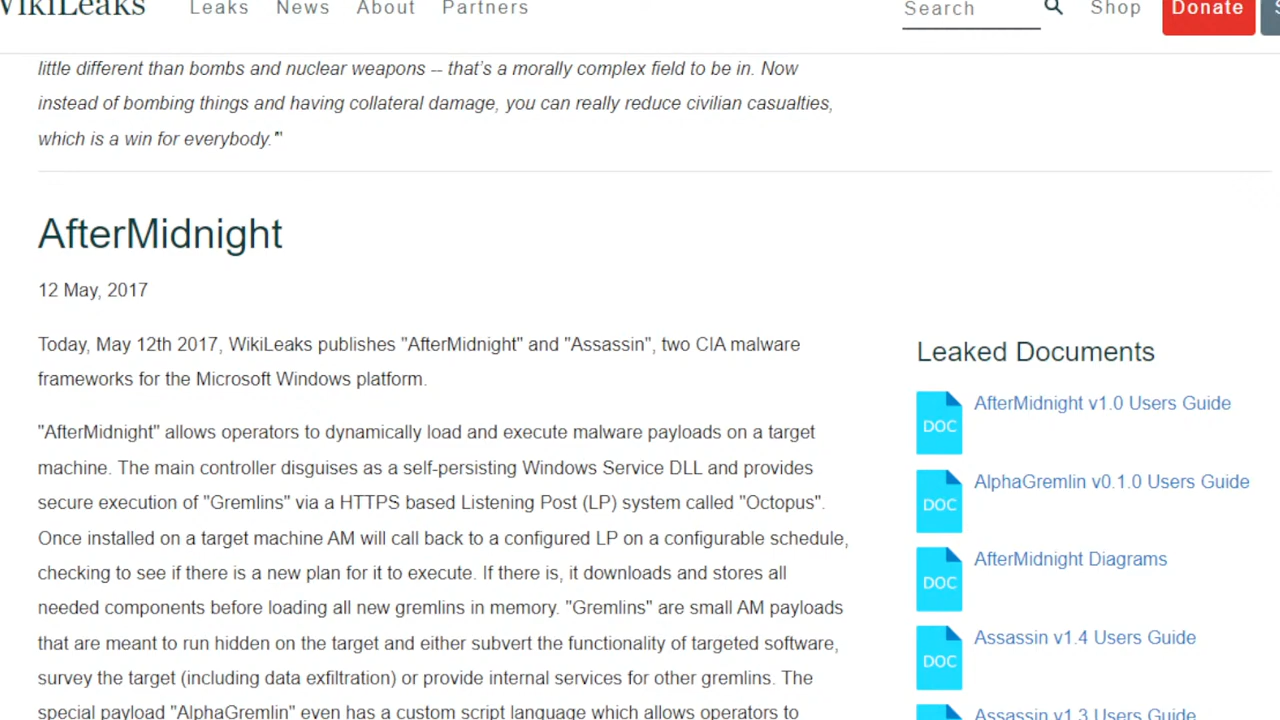 WikiLeaks Leaks News About Partners Search Shop Donate
little different than bombs and nuclear weapons -- that's a morally complex field to be in. Now
instead of bombing things and having collateral damage, you can really reduce civilian casualties,
which is a win for everybody."'
AfterMidnight
12 May, 2017
Today, May 12th 2017, WikiLeaks publishes "AfterMidnight" and "Assassin", two CIA malware
frameworks for the Microsoft Windows platform.
"AfterMidnight" allows operators to dynamically load and execute malware payloads on a target
machine. The main controller disguises as a self-persisting Windows Service DLL and provides
secure execution of "Gremlins" via a HTTPS based Listening Post (LP) system called "Octopus".
Once installed on a target machine AM will call back to a configured LP on a configurable schedule,
checking to see if there is a new plan for it to execute. If there is, it downloads and stores all
needed components before loading all new gremlins in memory. "Gremlins" are small AM payloads
that are meant to run hidden on the target and either subvert the functionality of targeted software,
survey the target (including data exfiltration) or provide internal services for other gremlins. The
special payload "AlphaGremlin" even has a custom script language which allows operators to
Leaked Documents
DOC AfterMidnight v1.0 Users Guide
DOC AlphaGremlin v0.1.0 Users Guide
DOC AfterMidnight Diagrams
DOC Assassin v1.4 Users Guide
Assassin v1.3 Users Guide